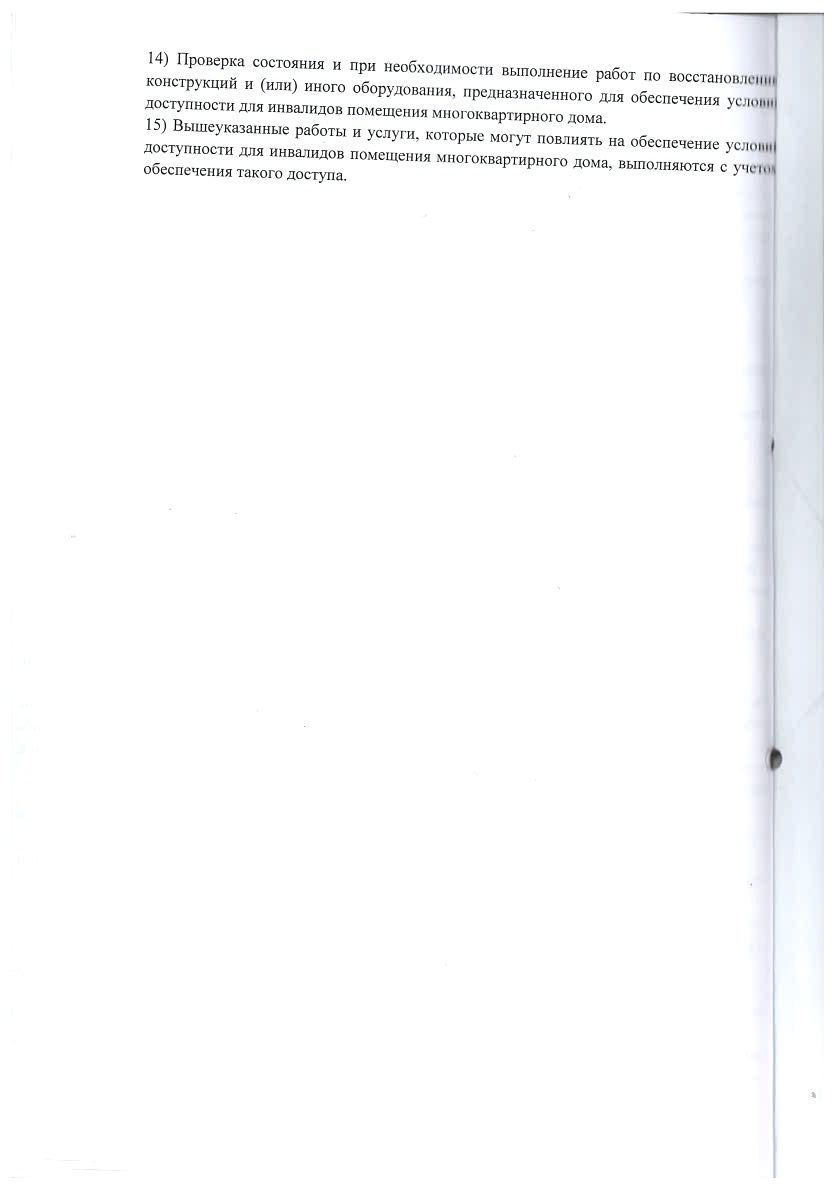 14) Проверка состояния и при необходимости выполнение работ по восстановлени
конструкций и (или) иного оборудования, предназначенного для обеспечения услови
доступности для инвалидов помещения многоквартирного дома.
15) Вышеуказанные работы и услуги, которые могут повлиять на обеспечение услови
доступности для инвалидов помещения многоквартирного дома, выполняются с учетом
обеспечения такого доступа.